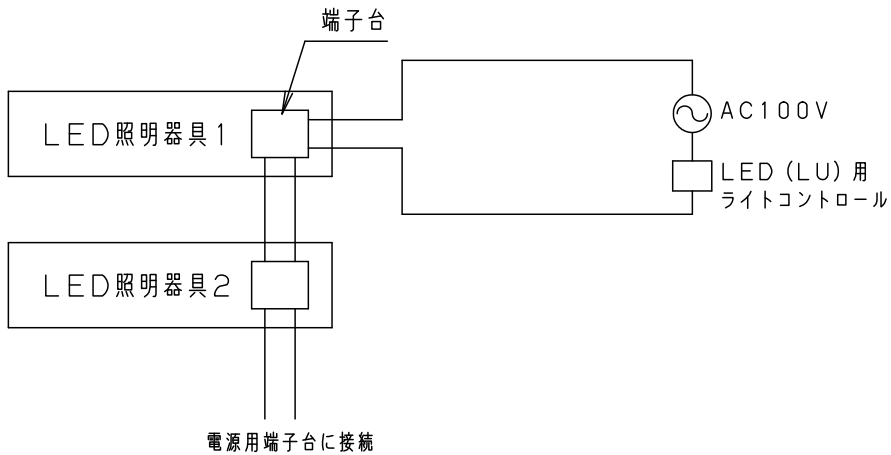 端子台
LED照明器具1
AC100V
LED(LU)用
ライトコントロール
LED照明器具2
電源用端子台に接続